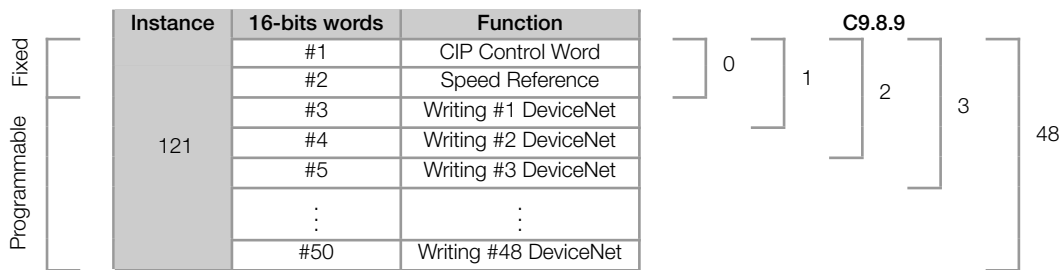 Instance 16-bits words Function C9.8.9
Fixed
#1 CIP Control Word
0
#2 Speed Reference
1
#3 Writing #1 DeviceNet
2
Programmable
121
#4 Writing #2 DeviceNet
3
48
#5 Writing #3 DeviceNet
⋮ ⋮
#50 Writing #48 DeviceNet